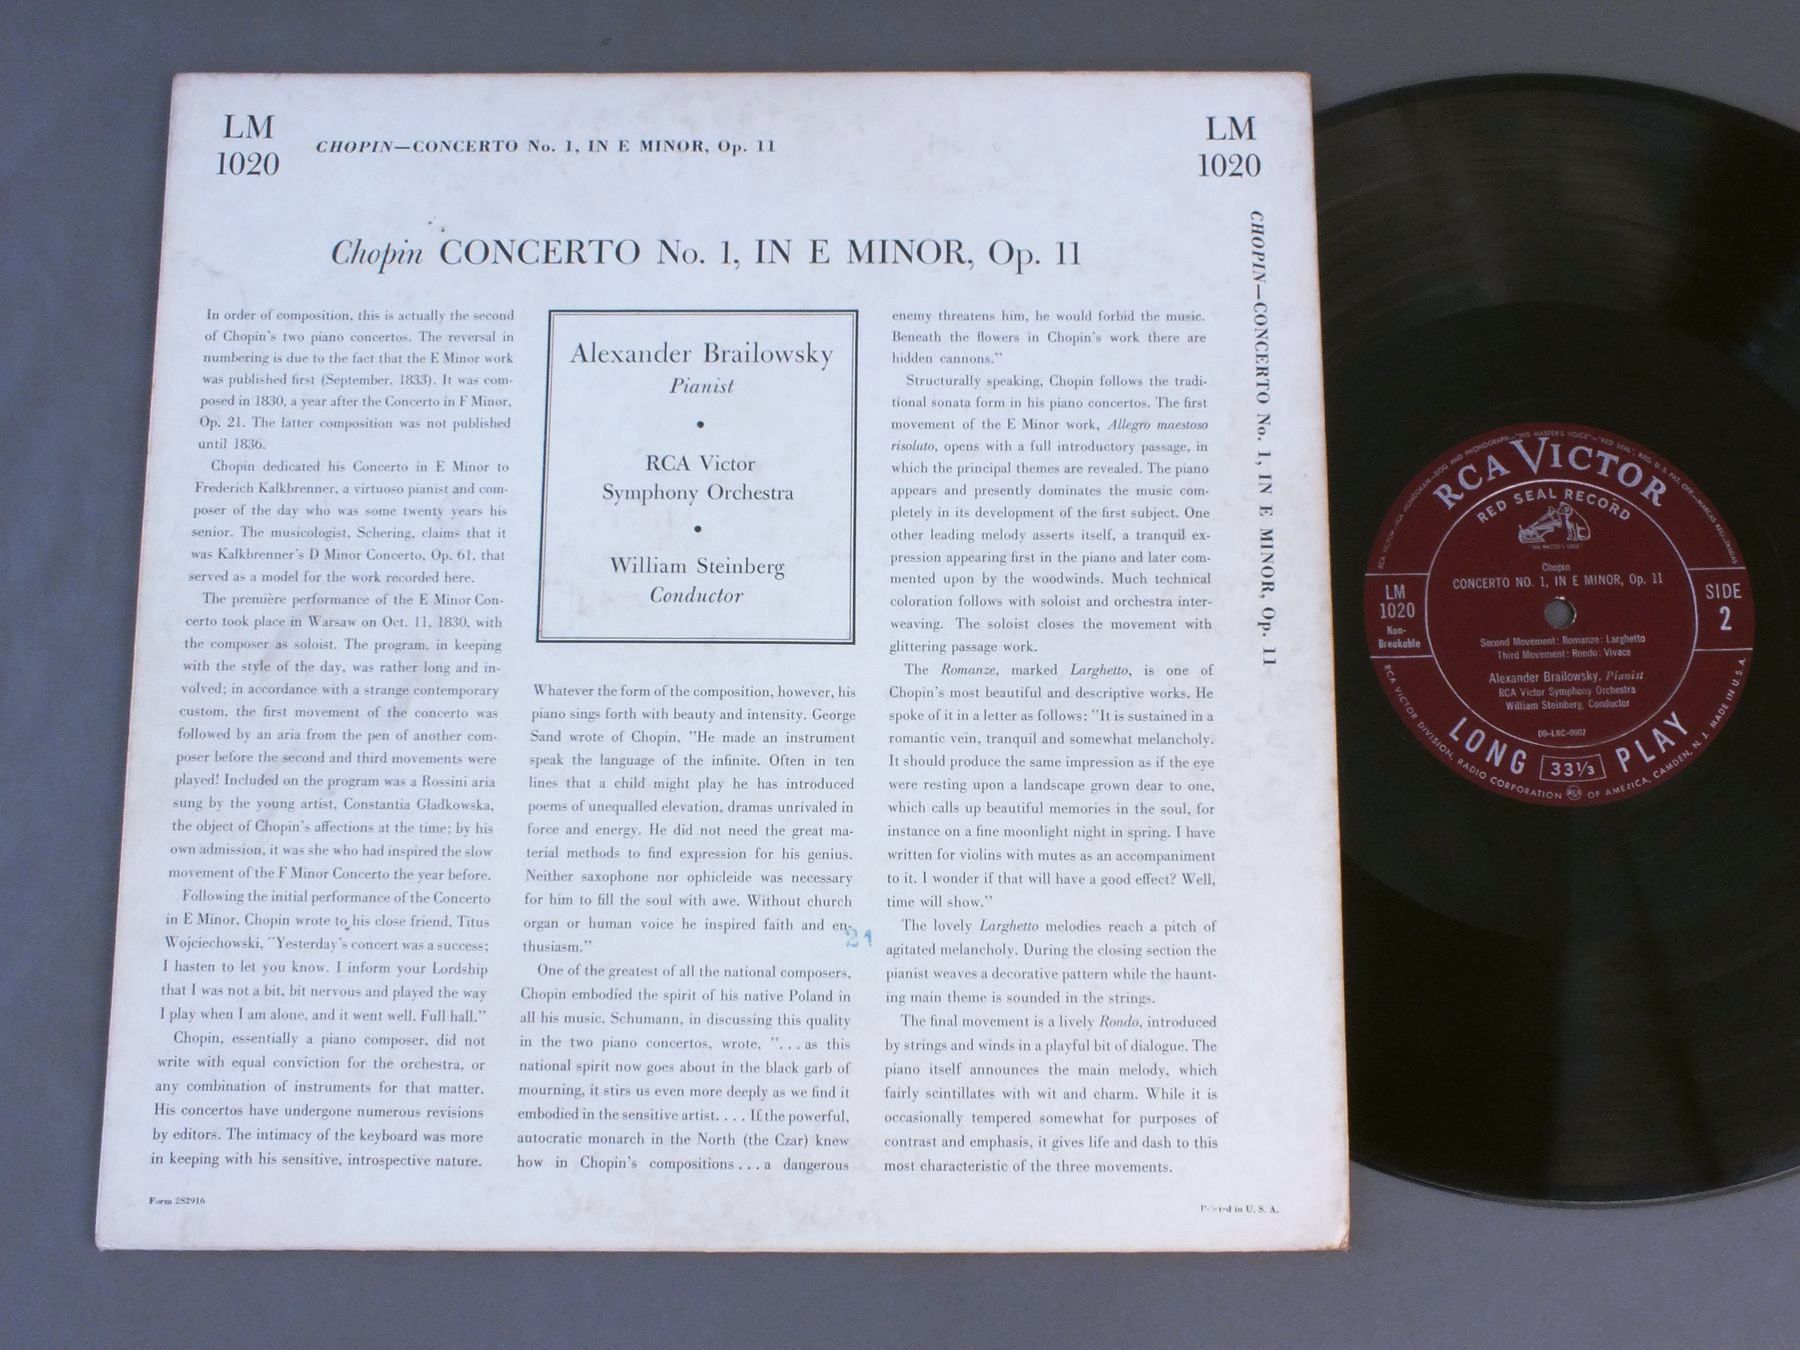 LM
1020
CHOPIN—CONCERTO No. 1, IN E MINOR, Op. 11
LM
1020
CHOPIN—CONCERTO No. 1, IN E MINOR, Op. 11
Chopin CONCERTO No. 1, IN E MINOR, Op. 11
In order of composition, this is actually the second
of Chopin's two piano concertos. The reversal in
numbering is due to the fact that the E Minor work
was published first (September, 1833). It was com-
posed in 1830, a year after the Concerto in F Minor,
Op. 21. The latter composition was not published
until 1836.
Chopin dedicated his Concerto in E Minor to
Frederich Kalkbrenner, a virtuoso pianist and com-
poser of the day who was some twenty years his
senior. The musicologist, Schering, claims that it
was Kalkbrenner's D Minor Concerto, Op. 61, that
served as a model for the work recorded here.
The première performance of the E Minor Con-
certo took place in Warsaw on Oct. 11, 1830, with
the composer as soloist. The program, in keeping
with the style of the day, was rather long and in-
volved; in accordance with a strange contemporary
custom, the first movement of the concerto was
followed by an aria from the pen of another com-
poser before the second and third movements were
played! Included on the program was a Rossini aria
sung by the young artist, Constantia Gladkowska,
the object of Chopin's affections at the time; by his
own admission, it was she who had inspired the slow
movement of the F Minor Concerto the year before.
Following the initial performance of the Concerto
in E Minor, Chopin wrote to his close friend, Titus
Wojciechowski, "Yesterday's concert was a success;
I hasten to let you know. I inform your Lordship
that I was not a bit, bit nervous and played the way
I play when I am alone, and it went well. Full hall."
Chopin, essentially a piano composer, did not
write with equal conviction for the orchestra, or
any combination of instruments for that matter.
His concertos have undergone numerous revisions
by editors. The intimacy of the keyboard was more
in keeping with his sensitive, introspective nature.
Alexander Brailowsky
Pianist
•
RCA Victor
Symphony Orchestra
•
William Steinberg
Conductor
Whatever the form of the composition, however, his
piano sings forth with beauty and intensity. George
Sand wrote of Chopin, "He made an instrument
speak the language of the infinite. Often in ten
lines that a child might play he has introduced
poems of unequalled elevation, dramas unrivaled in
force and energy. He did not need the great ma-
terial methods to find expression for his genius.
Neither saxophone nor ophicleide was necessary
for him to fill the soul with awe. Without church
organ or human voice he inspired faith and en-
thusiasm."
One of the greatest of all the national composers,
Chopin embodied the spirit of his native Poland in
all his music. Schumann, in discussing this quality
in the two piano concertos, wrote, "...as this
national spirit now goes about in the black garb of
mourning, it stirs us even more deeply as we find it
embodied in the sensitive artist. . . . If the powerful,
autocratic monarch in the North (the Czar) knew
how in Chopin's compositions . . . a dangerous
24
enemy threatens him, he would forbid the music.
Beneath the flowers in Chopin's work there are
hidden cannons."
Structurally speaking, Chopin follows the tradi-
tional sonata form in his piano concertos. The first
movement of the E Minor work, Allegro maestoso
risoluto, opens with a full introductory passage, in
which the principal themes are revealed. The piano
appears and presently dominates the music com-
pletely in its development of the first subject. One
other leading melody asserts itself, a tranquil ex-
pression appearing first in the piano and later com-
mented upon by the woodwinds. Much technical
coloration follows with soloist and orchestra inter-
weaving. The soloist closes the movement with
glittering passage work.
The Romanze, marked Larghetto, is one of
Chopin's most beautiful and descriptive works. He
spoke of it in a letter as follows: "It is sustained in a
romantic vein, tranquil and somewhat melancholy.
It should produce the same impression as if the eye
were resting upon a landscape grown dear to one,
which calls up beautiful memories in the soul, for
instance on a fine moonlight night in spring. I have
written for violins with mutes as an accompaniment
to it. I wonder if that will have a good effect? Well,
time will show."
The lovely Larghetto melodies reach a pitch of
agitated melancholy. During the closing section the
pianist weaves a decorative pattern while the haunt-
ing main theme is sounded in the strings.
The final movement is a lively Rondo, introduced
by strings and winds in a playful bit of dialogue. The
piano itself announces the main melody, which
fairly scintillates with wit and charm. While it is
occasionally tempered somewhat for purposes of
contrast and emphasis, it gives life and dash to this
most characteristic of the three movements.
Form 2S2916
Printed in U. S. A.
RCA VICTOR
RED SEAL RECORD
"HIS MASTER'S VOICE"
Chopin
CONCERTO NO. 1, IN E MINOR, Op. 11
LM
1020
Non-
Breakable
SIDE
2
Second Movement: Romanze: Larghetto
Third Movement: Rondo: Vivace
Alexander Brailowsky, Pianist
RCA Victor Symphony Orchestra
William Steinberg, Conductor
LONG 33 1/3 PLAY
RCA VICTOR DIVISION, RADIO CORPORATION OF AMERICA, CAMDEN, N. J. MADE IN U.S.A.